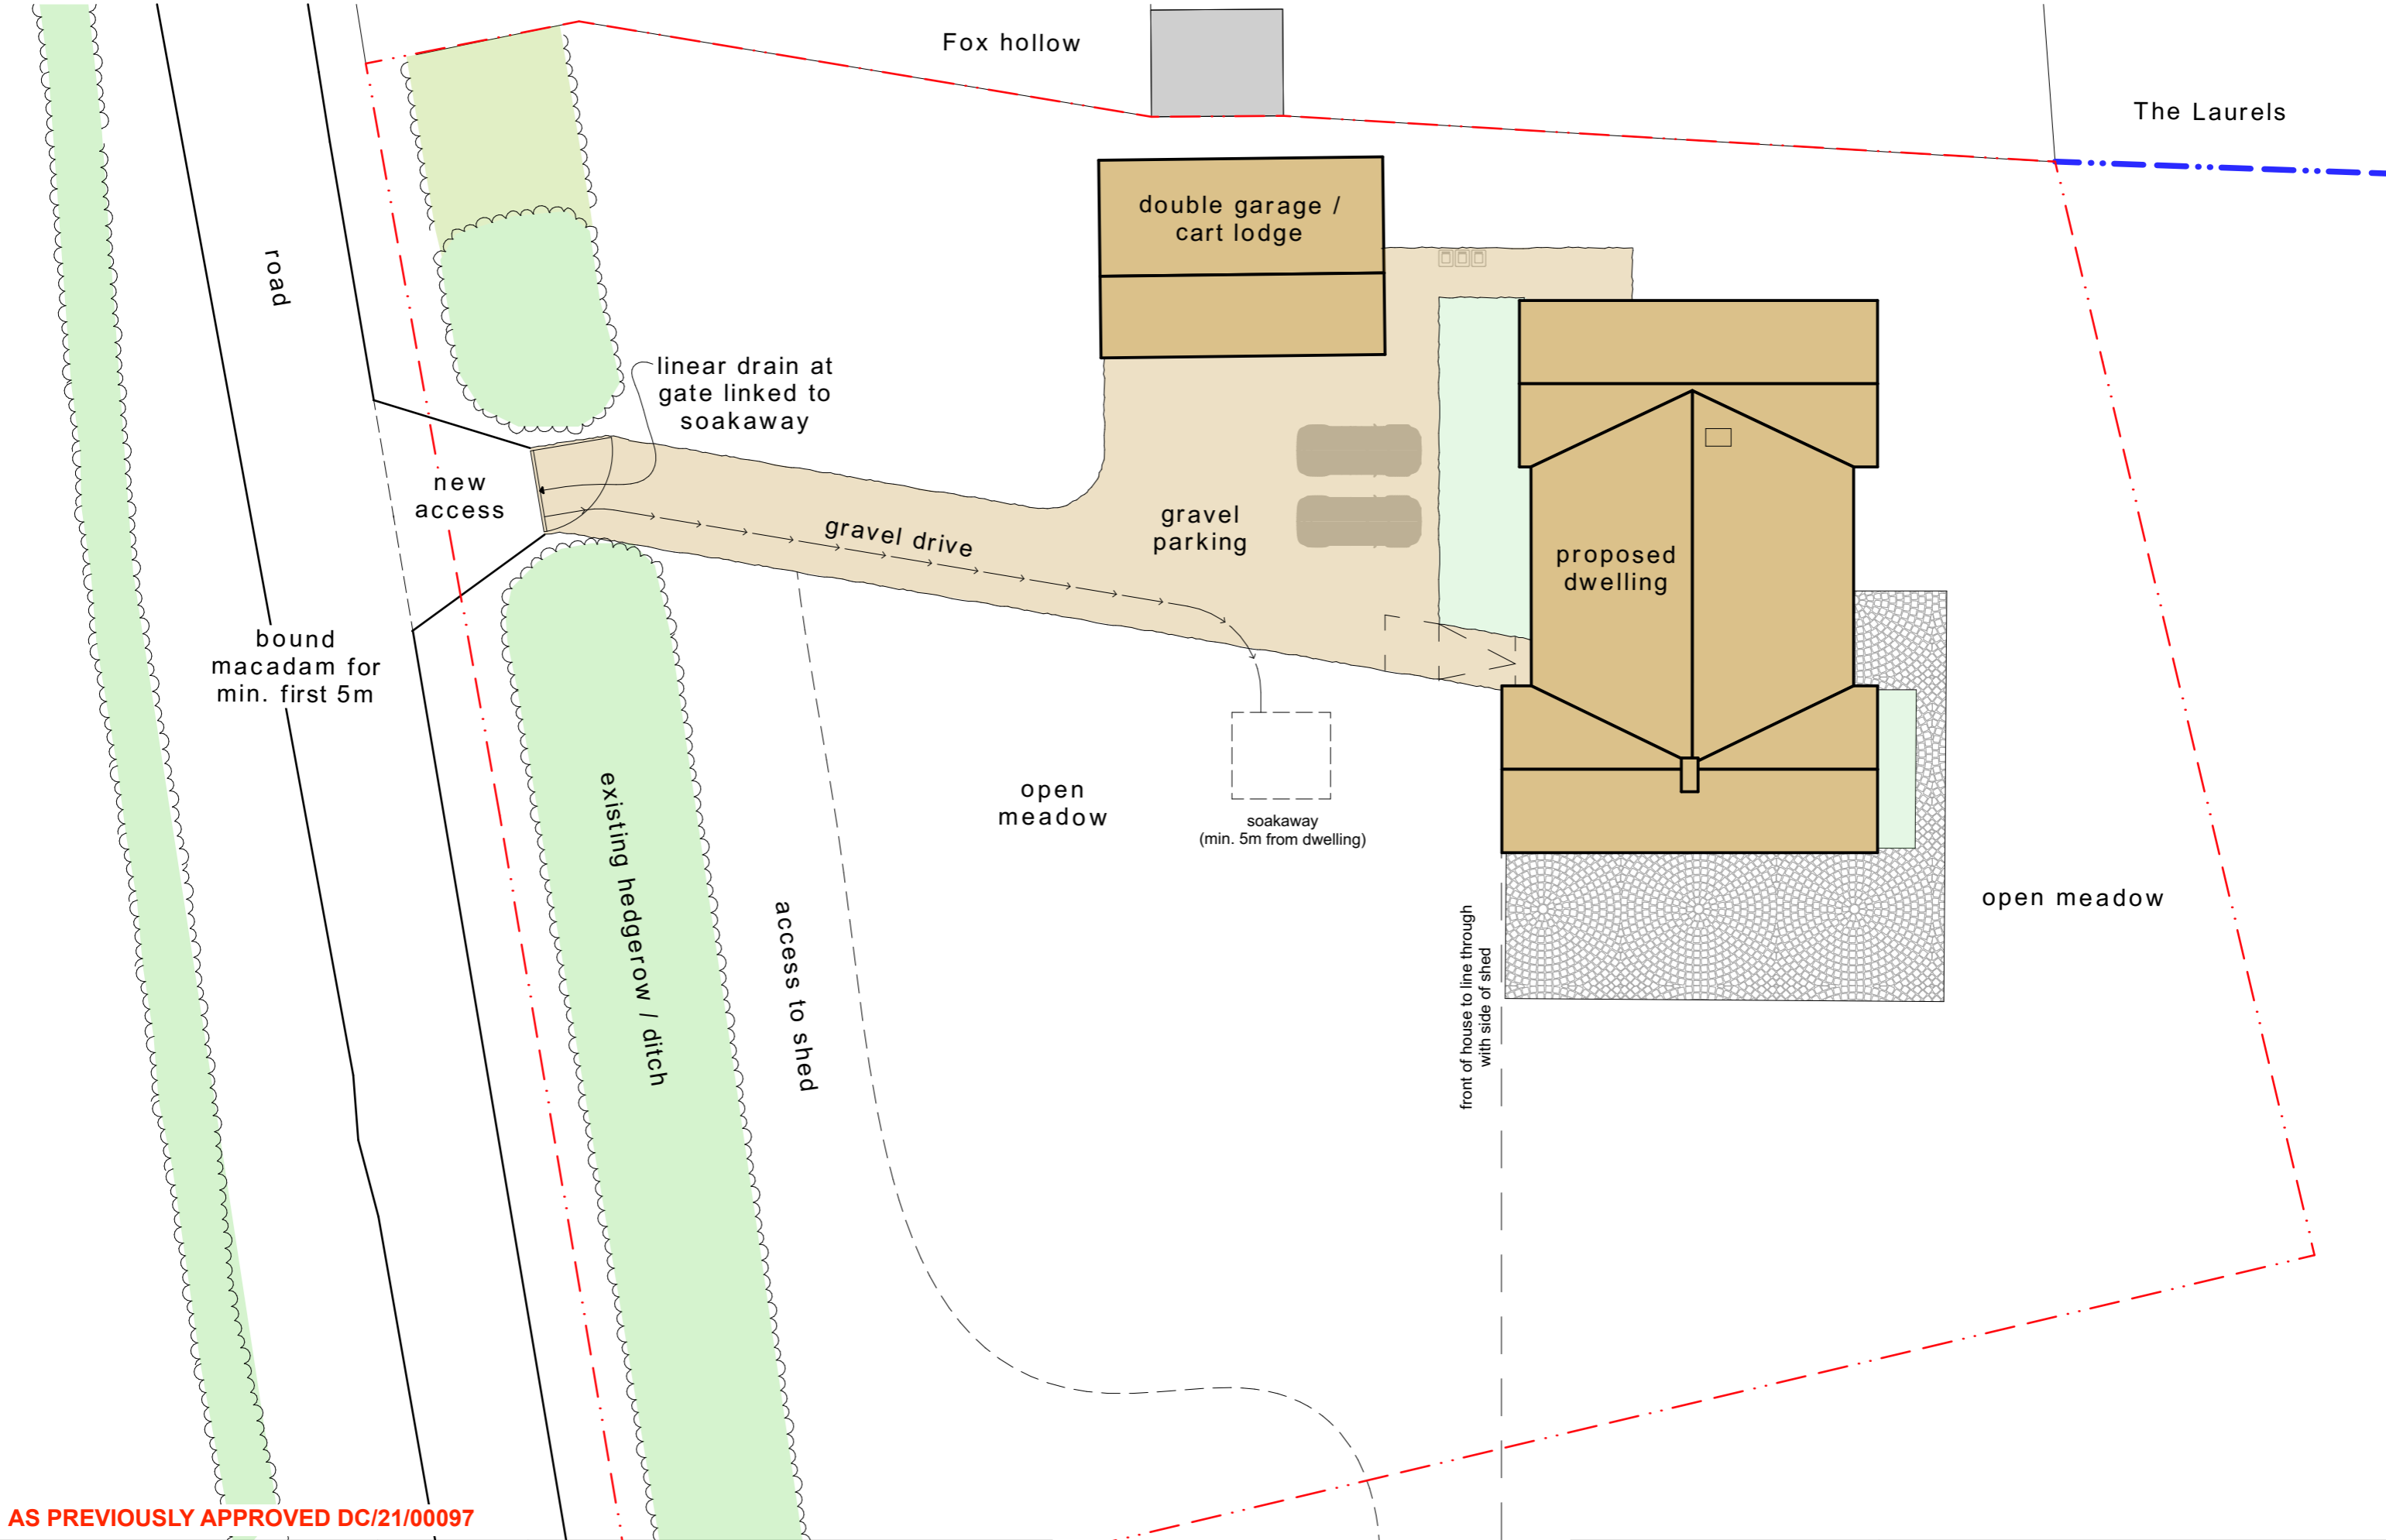 Fox hollow
The Laurels
double garage /
cart lodge
road
linear drain at
gate linked to
soakaway
new
access
gravel drive
gravel
parking
proposed
dwelling
bound
macadam for
min. first 5m
existing hedgerow / ditch
open
meadow
soakaway
(min. 5m from dwelling)
access to shed
front of house to line through
with side of shed
open meadow
AS PREVIOUSLY APPROVED DC/21/00097